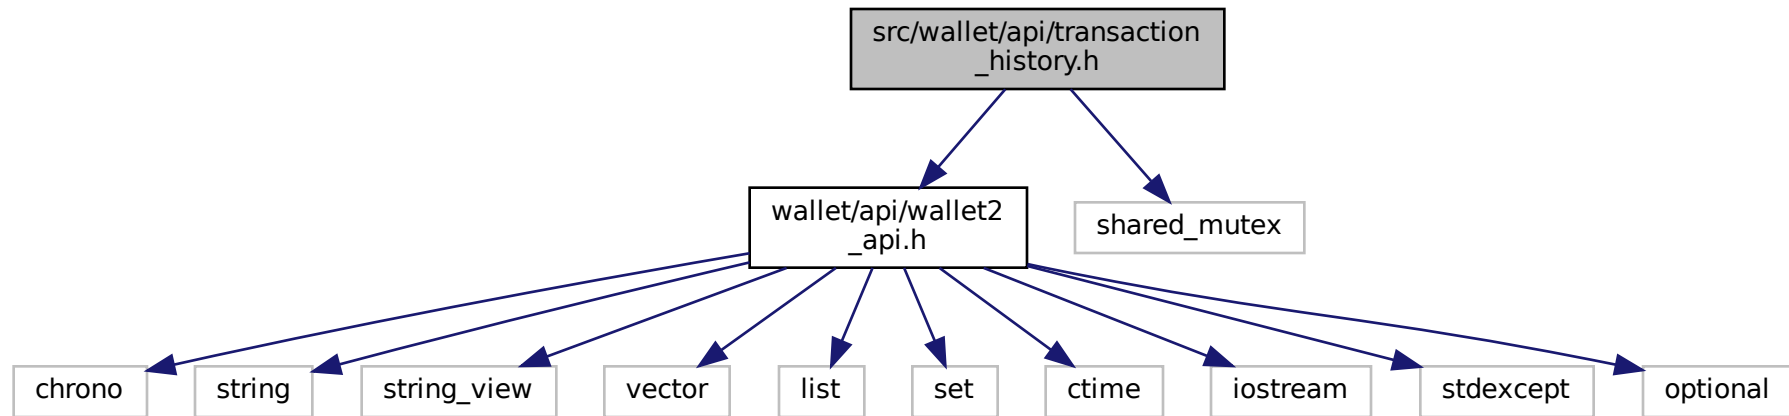 src/wallet/api/transaction
_history.h
wallet/api/wallet2
_api.h
shared_mutex
chrono
string
string_view
vector
list
set
ctime
iostream
stdexcept
optional